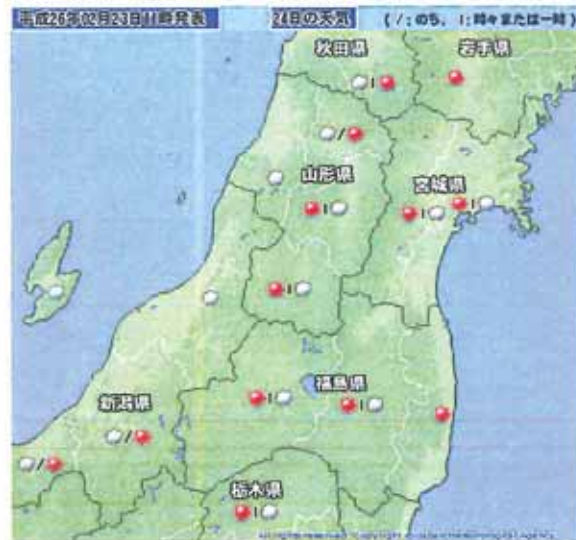 平成26年02月23日11時発表 24日の天気 ( / : のち, I : 時々または一時 )
秋田県 岩手県
I
/
山形県 宮城県
I I I
I
福島県
I I
新潟県
/
/
栃木県
I